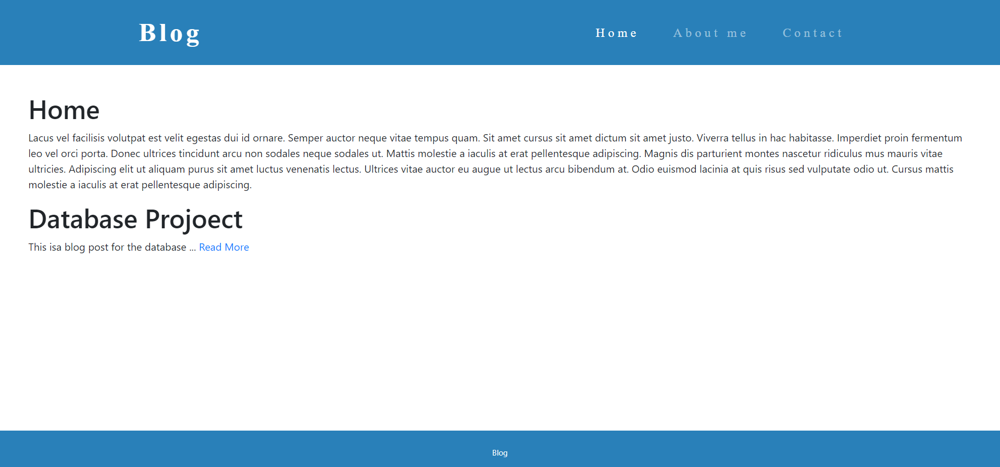 Blog
Home About me Contact
Home
Lacus vel facilisis volutpat est velit egestas dui id ornare. Semper auctor neque vitae tempus quam. Sit amet cursus sit amet dictum sit amet justo. Viverra tellus in hac habitasse. Imperdiet proin fermentum
leo vel orci porta. Donec ultrices tincidunt arcu non sodales neque sodales ut. Mattis molestie a iaculis at erat pellentesque adipiscing. Magnis dis parturient montes nascetur ridiculus mus mauris vitae
ultricies. Adipiscing elit ut aliquam purus sit amet luctus venenatis lectus. Ultrices vitae auctor eu augue ut lectus arcu bibendum at. Odio euismod lacinia at quis risus sed vulputate odio ut. Cursus mattis
molestie a iaculis at erat pellentesque adipiscing.
Database Projoect
This isa blog post for the database ... Read More
Blog